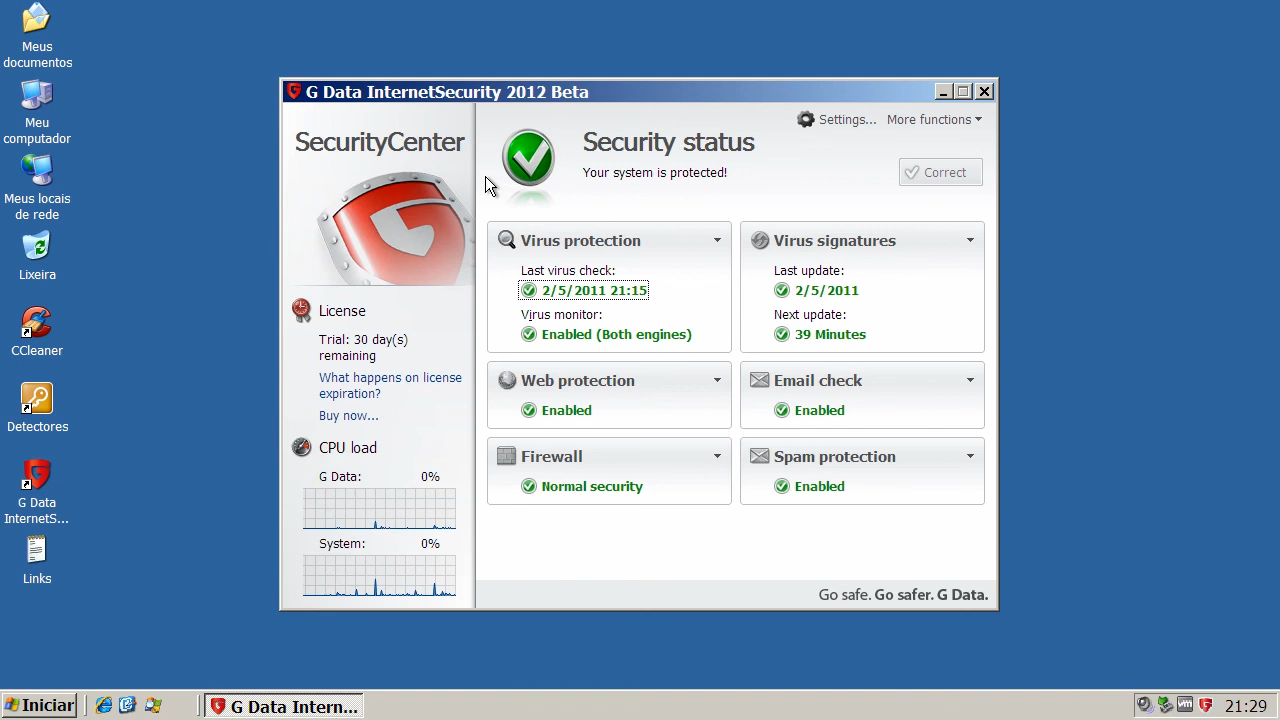 Meus
documentos
Meu
computador
Meus locais
de rede
Lixeira
CCleaner
Detectores
G Data
InternetS...
Links
G Data InternetSecurity 2012 Beta
SecurityCenter
License
Trial: 30 day(s)
remaining
What happens on license
expiration?
Buy now...
CPU load
G Data: 0%
System: 0%
Settings... More functions
Security status
Your system is protected!
Correct
Virus protection
Last virus check:
2/5/2011 21:15
Virus monitor:
Enabled (Both engines)
Virus signatures
Last update:
2/5/2011
Next update:
39 Minutes
Web protection
Enabled
Email check
Enabled
Firewall
Normal security
Spam protection
Enabled
Go safe. Go safer. G Data.
Iniciar
G Data Intern...
vm
21:29